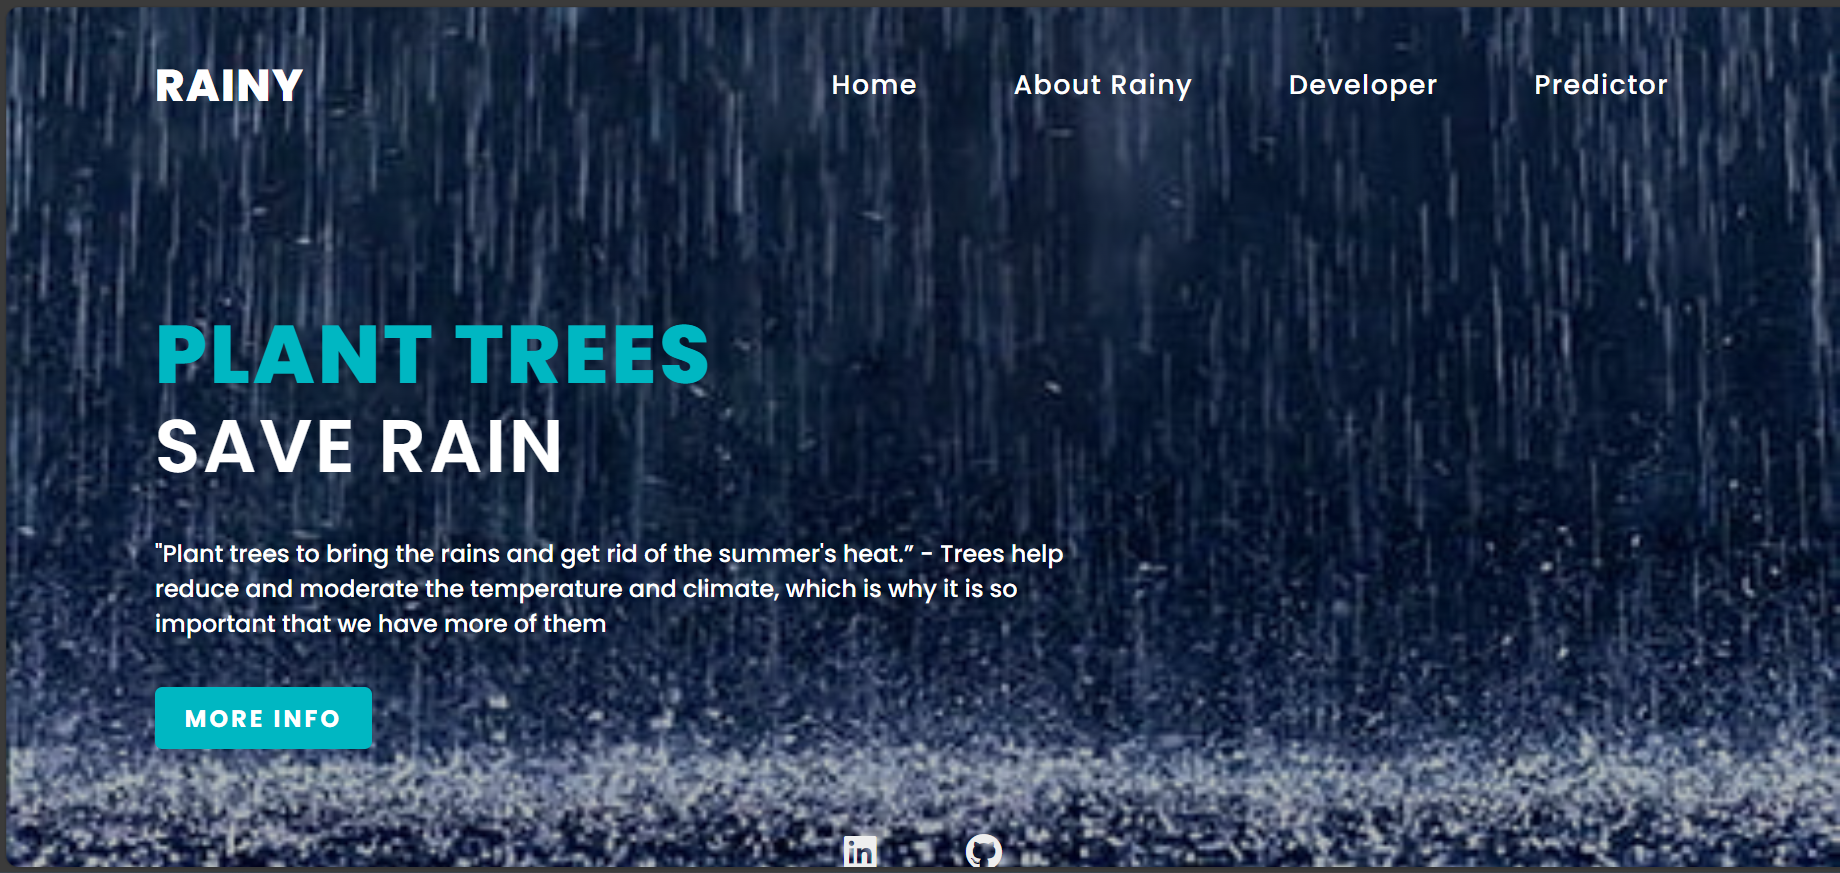 RAINY
Home About Rainy Developer Predictor
PLANT TREES
SAVE RAIN
"Plant trees to bring the rains and get rid of the summer's heat.” - Trees help
reduce and moderate the temperature and climate, which is why it is so
important that we have more of them
MORE INFO
in